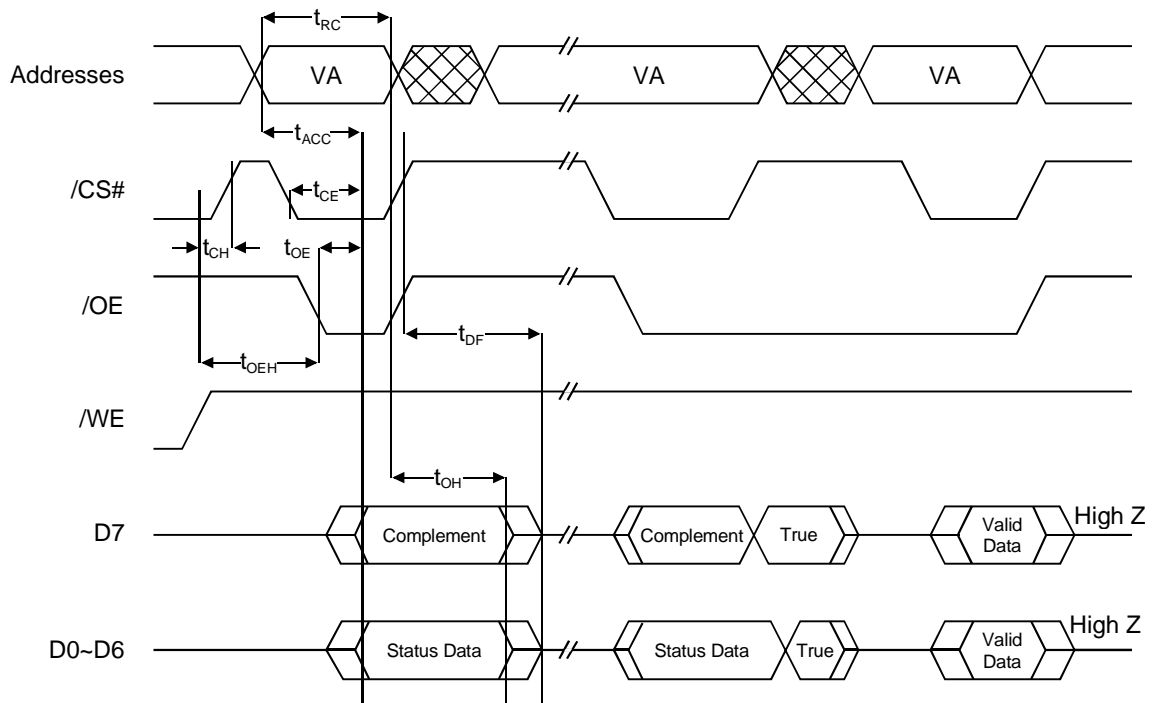 tRC
Addresses VA VA VA
tACC
/CS# tCE
tCH tOE
/OE
tDF
tOEH
/WE
tOH
D7 Complement Complement True Valid Data High Z
D0~D6 Status Data Status Data True Valid Data High Z